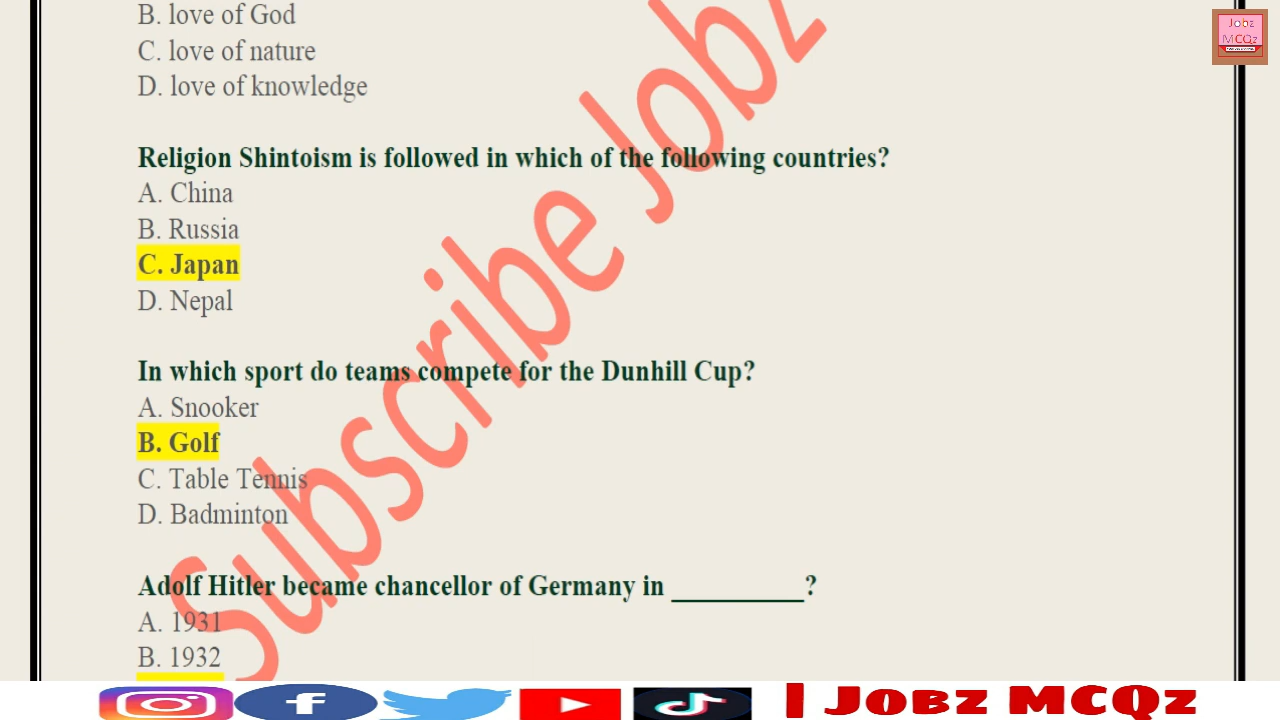 B. love of God
C. love of nature
D. love of knowledge
Religion Shintoism is followed in which of the following countries?
A. China
B. Russia
C. Japan
D. Nepal
In which sport do teams compete for the Dunhill Cup?
A. Snooker
B. Golf
C. Table Tennis
D. Badminton
Adolf Hitler became chancellor of Germany in __________?
A. 1931
B. 1932
Subscribe Jobz
Jobz
MCQz
| Jobz MCQz